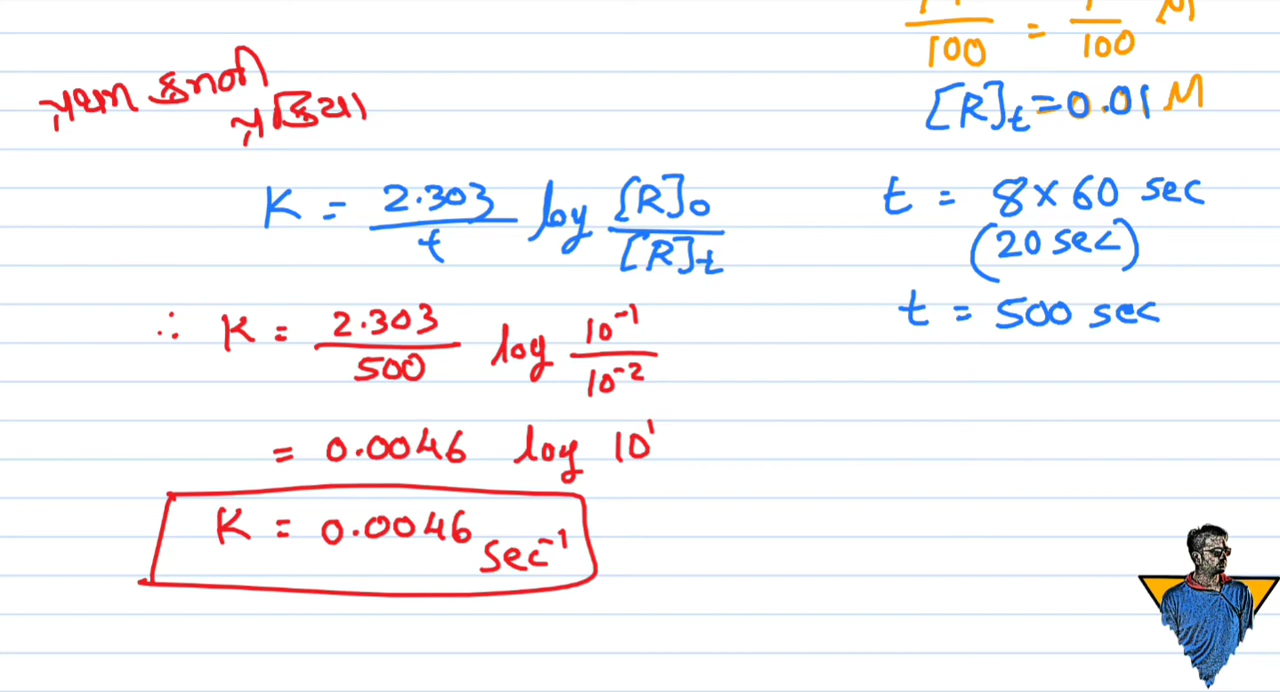 100 = 100 M
[R]t = 0.01 M
પ્રથમ ક્રમની
પ્રક્રિયા
K = 2.303 / t log [R]0 / [R]t
t = 8 × 60 sec
(20 sec)
t = 500 sec
∴ K = 2.303 / 500 log 10⁻¹ / 10⁻²
= 0.0046 log 10¹
K = 0.0046 sec⁻¹